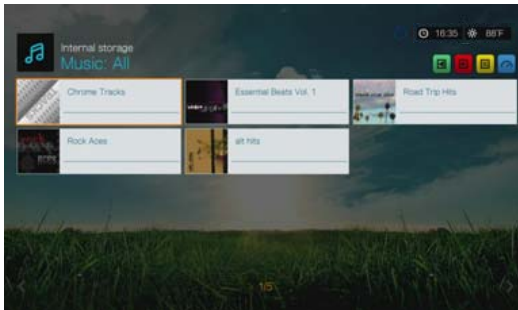 16:35 88°F
Internal storage
Music: All
Chrome Tracks
Essential Beats Vol. 1
Road Trip Hits
Rock Aces
alt hits
1/5